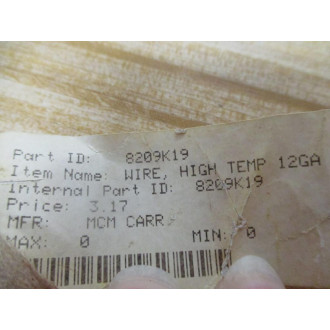 Part ID: 8209K19
Item Name: WIRE, HIGH TEMP 12GA
Internal Part ID: 8209K19
Price: 3.17
MFR: MCM CARR
MAX: 0 MIN: 0